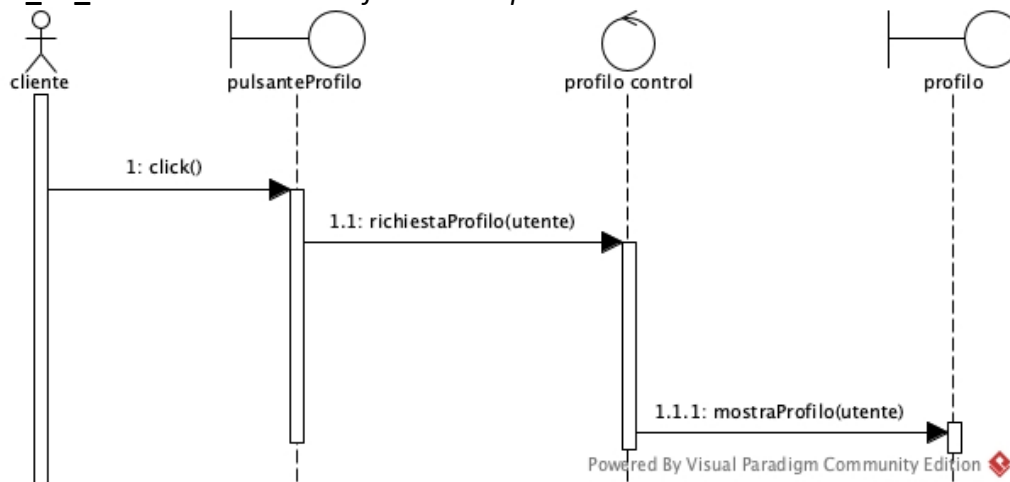 cliente
pulsanteProfilo
profilo control
profilo
1: click()
1.1: richiestaProfilo(utente)
1.1.1: mostraProfilo(utente)
Powered By Visual Paradigm Community Edition